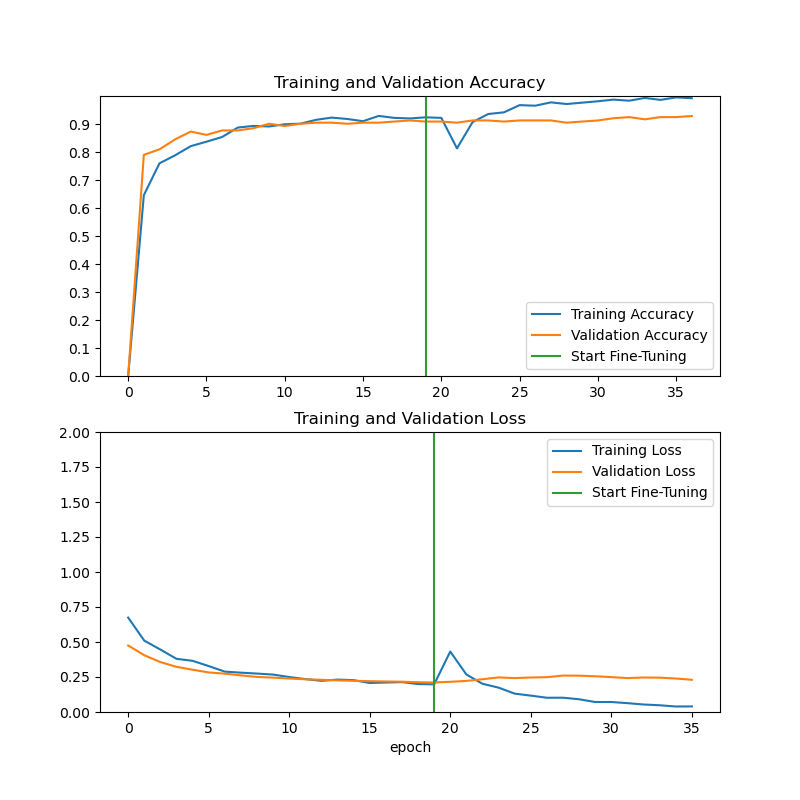 Training and Validation Accuracy
0.9
0.8
0.7
0.6
0.5
0.4
0.3
0.2
0.1
0.0
Training Accuracy
Validation Accuracy
Start Fine-Tuning
0 5 10 15 20 25 30 35
Training and Validation Loss
2.00
1.75
1.50
1.25
1.00
0.75
0.50
0.25
0.00
Training Loss
Validation Loss
Start Fine-Tuning
0 5 10 15 20 25 30 35
epoch